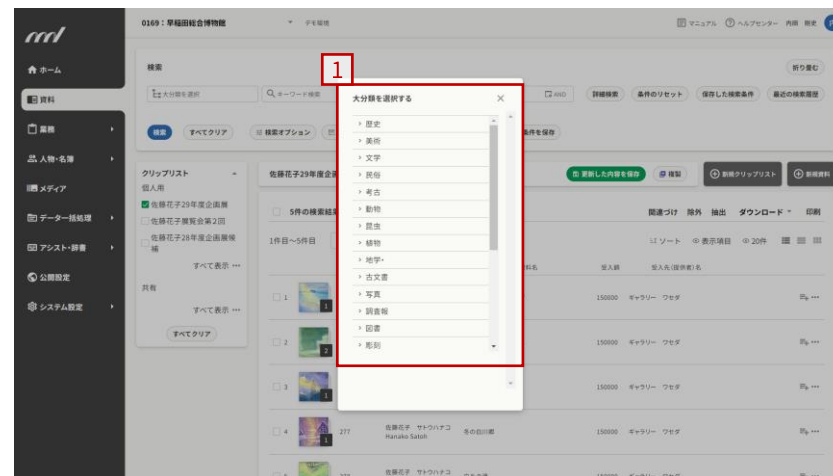 0169：早稲田総合博物館
デモ環境
マニュアル
ヘルプセンター
内田 剛史
ホーム
資料
業務
人物・名簿
メディア
データ一括処理
アシスト・辞書
公開設定
システム設定
検索
折り畳む
1
大分類を選択
キーワード検索
AND
詳細検索
条件のリセット
保存した検索条件
最近の検索履歴
検索
すべてクリア
検索オプション
条件を保存
大分類を選択する
歴史
美術
文学
民俗
考古
動物
昆虫
植物
地学・
古文書
写真
調査報
図書
彫刻
クリップリスト
個人用
佐藤花子29年度企画展
佐藤花子展覧会第2回
佐藤花子28年度企画展候補
すべて表示
共有
すべて表示
すべてクリア
佐藤花子29年度企
更新した内容を保存
複製
新規クリップリスト
新規資料
5件の検索結
関連づけ
除外
抽出
ダウンロード
印刷
1件目～5件目
ソート
表示項目
20件
料名
受入額
受入先(提供者)名
1
1
150000
ギャラリー ワセダ
2
2
150000
ギャラリー ワセダ
3
1
150000
ギャラリー ワセダ
4
1
277
佐藤花子 サトウハナコ
Hanako Satoh
冬の白川郷
150000
ギャラリー ワセダ
佐藤花子 サトウハナコ